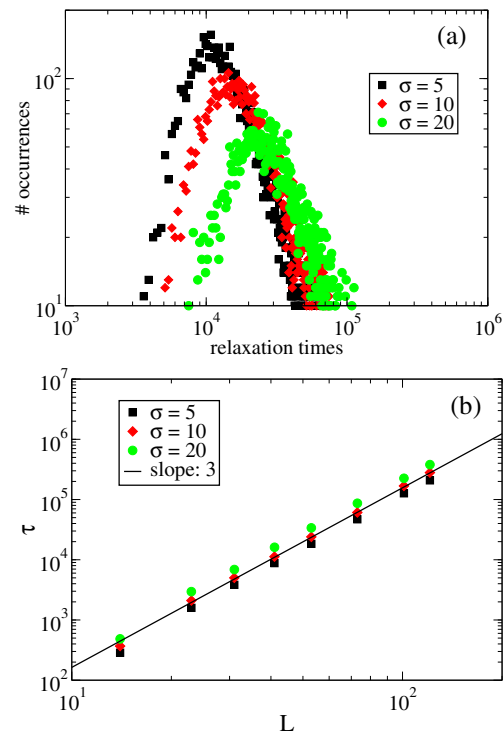 (a)
# occurrences
10²
10¹
σ = 5
σ = 10
σ = 20
10³ 10⁴ 10⁵ 10⁶
relaxation times
(b)
τ
10⁷
10⁶
10⁵
10⁴
10³
10²
σ = 5
σ = 10
σ = 20
slope: 3
10¹ 10²
L